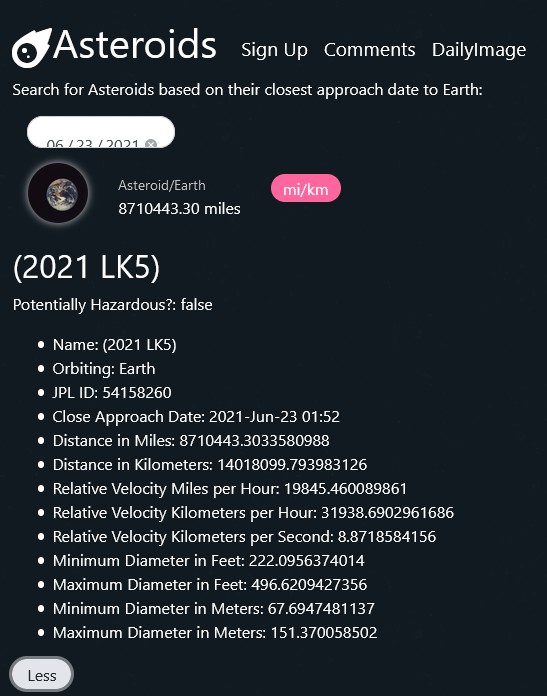 Asteroids Sign Up Comments DailyImage
Search for Asteroids based on their closest approach date to Earth:
06 / 23 / 2021
Asteroid/Earth
8710443.30 miles
mi/km
(2021 LK5)
Potentially Hazardous?: false
Name: (2021 LK5)
Orbiting: Earth
JPL ID: 54158260
Close Approach Date: 2021-Jun-23 01:52
Distance in Miles: 8710443.3033580988
Distance in Kilometers: 14018099.793983126
Relative Velocity Miles per Hour: 19845.460089861
Relative Velocity Kilometers per Hour: 31938.6902961686
Relative Velocity Kilometers per Second: 8.8718584156
Minimum Diameter in Feet: 222.0956374014
Maximum Diameter in Feet: 496.6209427356
Minimum Diameter in Meters: 67.6947481137
Maximum Diameter in Meters: 151.370058502
Less